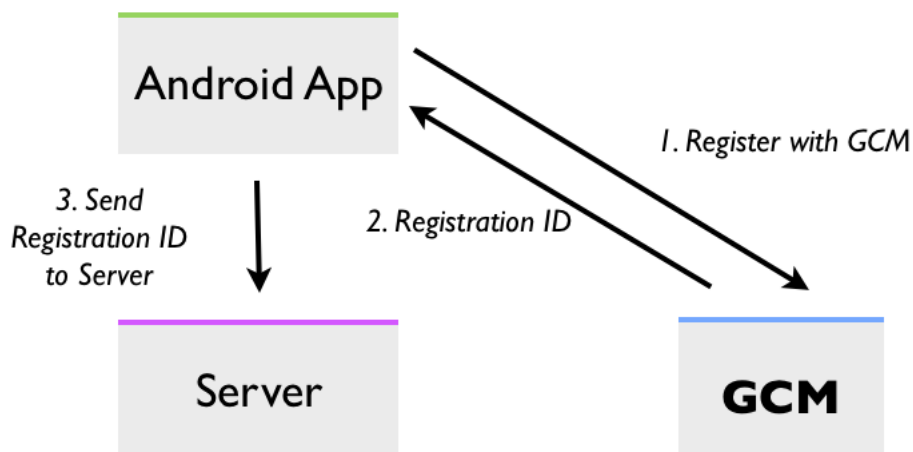 Android App
1. Register with GCM
3. Send
Registration ID
to Server
2. Registration ID
Server
GCM